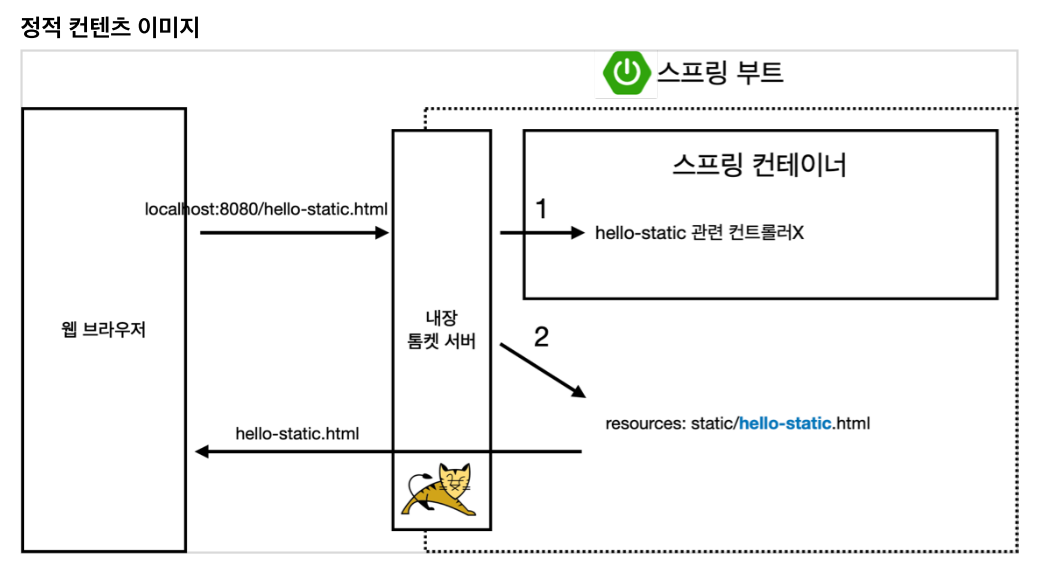 정적 컨텐츠 이미지
스프링 부트
스프링 컨테이너
localhost:8080/hello-static.html
1
hello-static 관련 컨트롤러X
웹 브라우저
내장
톰켓 서버
2
resources: static/hello-static.html
hello-static.html